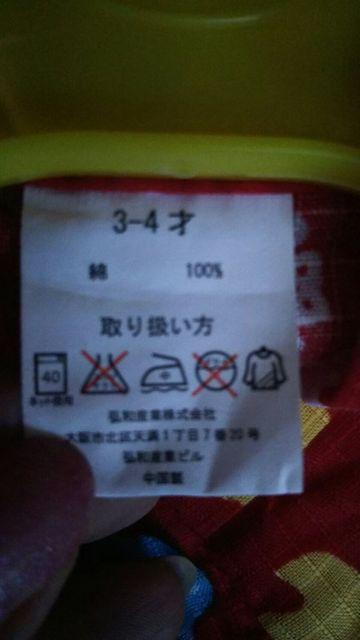 3-4 才
綿 100%
取り扱い方
40
ネット使用
弘和産業株式会社
大阪市北区天満1丁目7番20号
弘和産業ビル
中国製